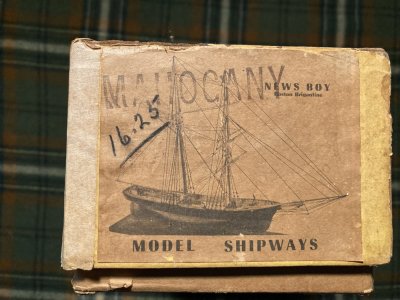 MAHOGANY
NEWS BOY
Boston Brigantine
16.25
MODEL SHIPWAYS